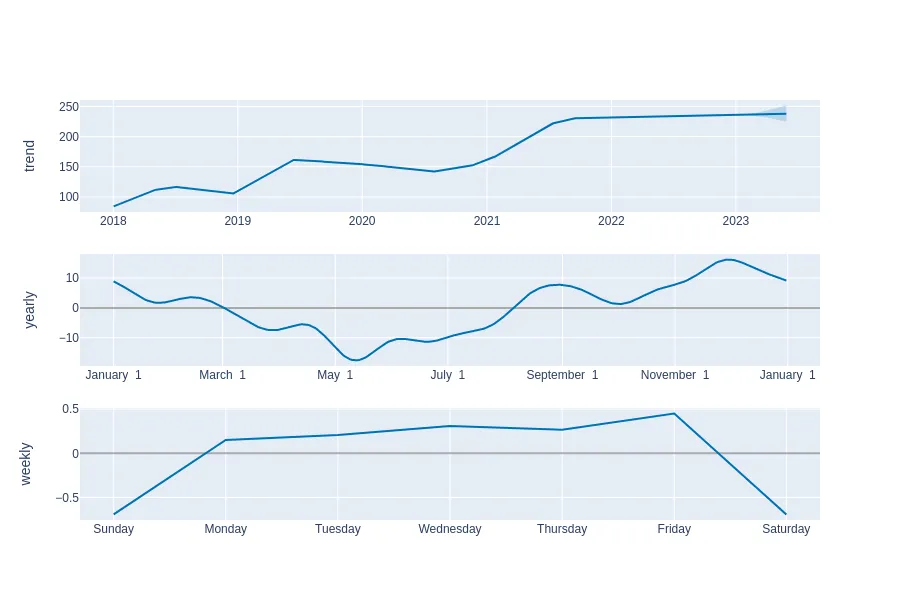 250
200
150
100
trend
2018 2019 2020 2021 2022 2023
10
0
−10
yearly
January 1 March 1 May 1 July 1 September 1 November 1 January 1
0.5
0
−0.5
weekly
Sunday Monday Tuesday Wednesday Thursday Friday Saturday